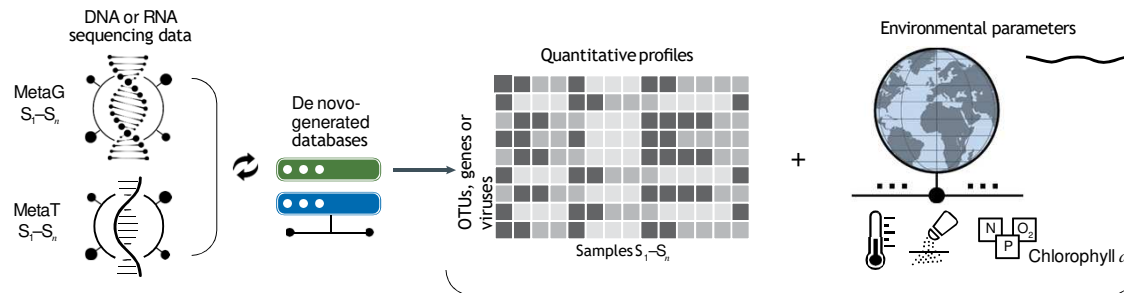 DNA or RNA
sequencing data
MetaG
S₁–Sₙ
MetaT
S₁–Sₙ
De novo-
generated
databases
Quantitative profiles
OTUs, genes or
viruses
Samples S₁–Sₙ
+
Environmental parameters
N
P
O₂
Chlorophyll a